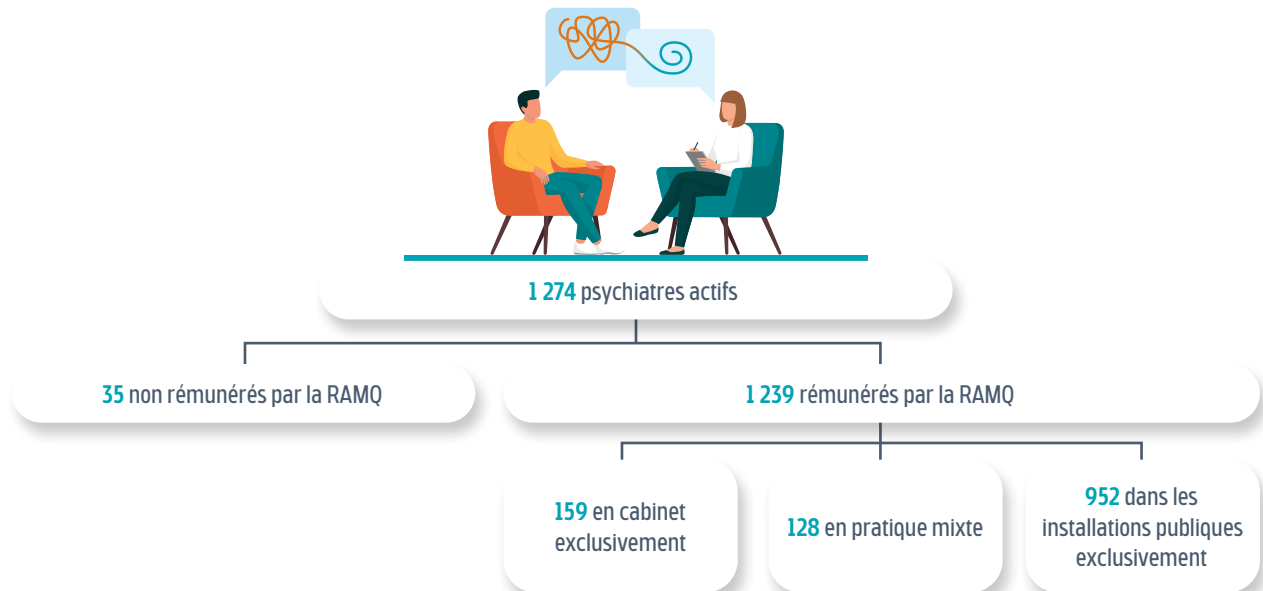 1 274 psychiatres actifs
35 non rémunérés par la RAMQ
1 239 rémunérés par la RAMQ
159 en cabinet
exclusivement
128 en pratique mixte
952 dans les
installations publiques
exclusivement